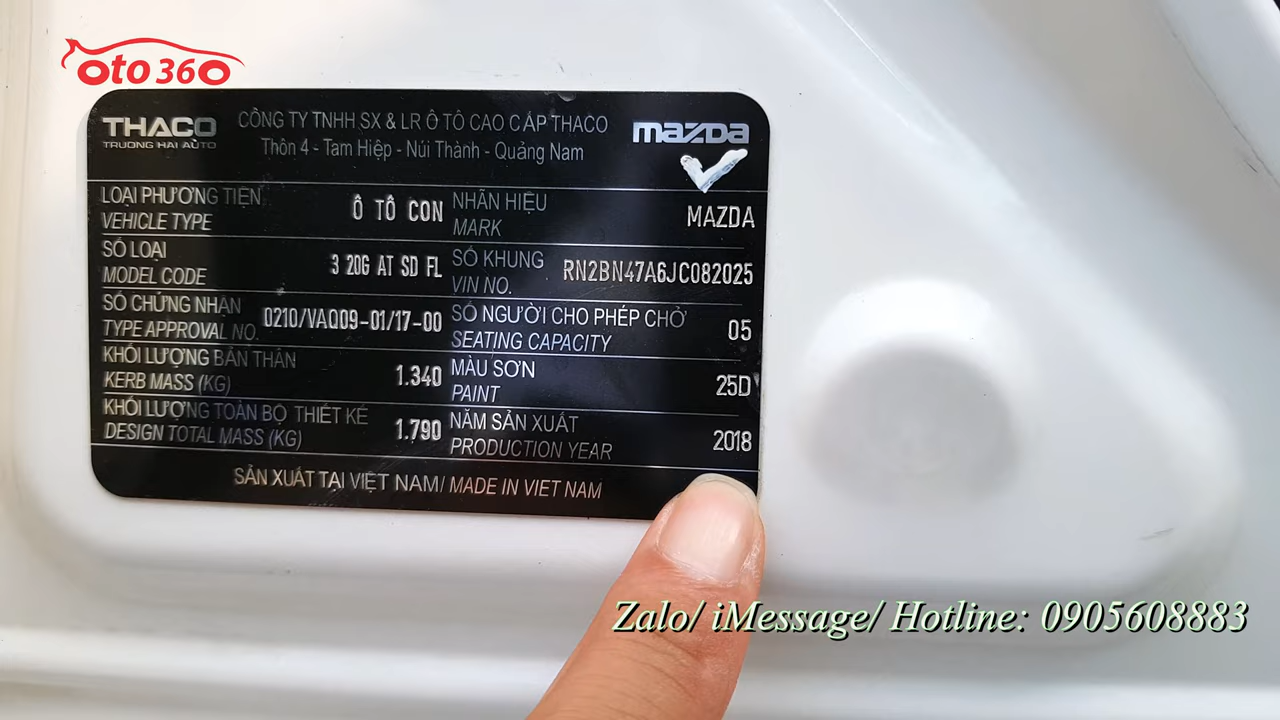 oto 360
THACO
TRUONG HAI AUTO
CÔNG TY TNHH SX & LR Ô TÔ CAO CẤP THACO
Thôn 4 - Tam Hiệp - Núi Thành - Quảng Nam
mazda
LOẠI PHƯƠNG TIỆN
VEHICLE TYPE
Ô TÔ CON
NHÃN HIỆU
MARK
MAZDA
SỐ LOẠI
MODEL CODE
3 20G AT SD FL
SỐ KHUNG
VIN NO.
RN2BN47A6JC082025
SỐ CHỨNG NHẬN
TYPE APPROVAL NO.
0210/VAQ09-01/17-00
SỐ NGƯỜI CHO PHÉP CHỞ
SEATING CAPACITY
05
KHỐI LƯỢNG BẢN THÂN
KERB MASS (KG)
1.340
MÀU SƠN
PAINT
25D
KHỐI LƯỢNG TOÀN BỘ THIẾT KẾ
DESIGN TOTAL MASS (KG)
1.790
NĂM SẢN XUẤT
PRODUCTION YEAR
2018
SẢN XUẤT TẠI VIỆT NAM/ MADE IN VIET NAM
Zalo/ iMessage/ Hotline: 0905608883